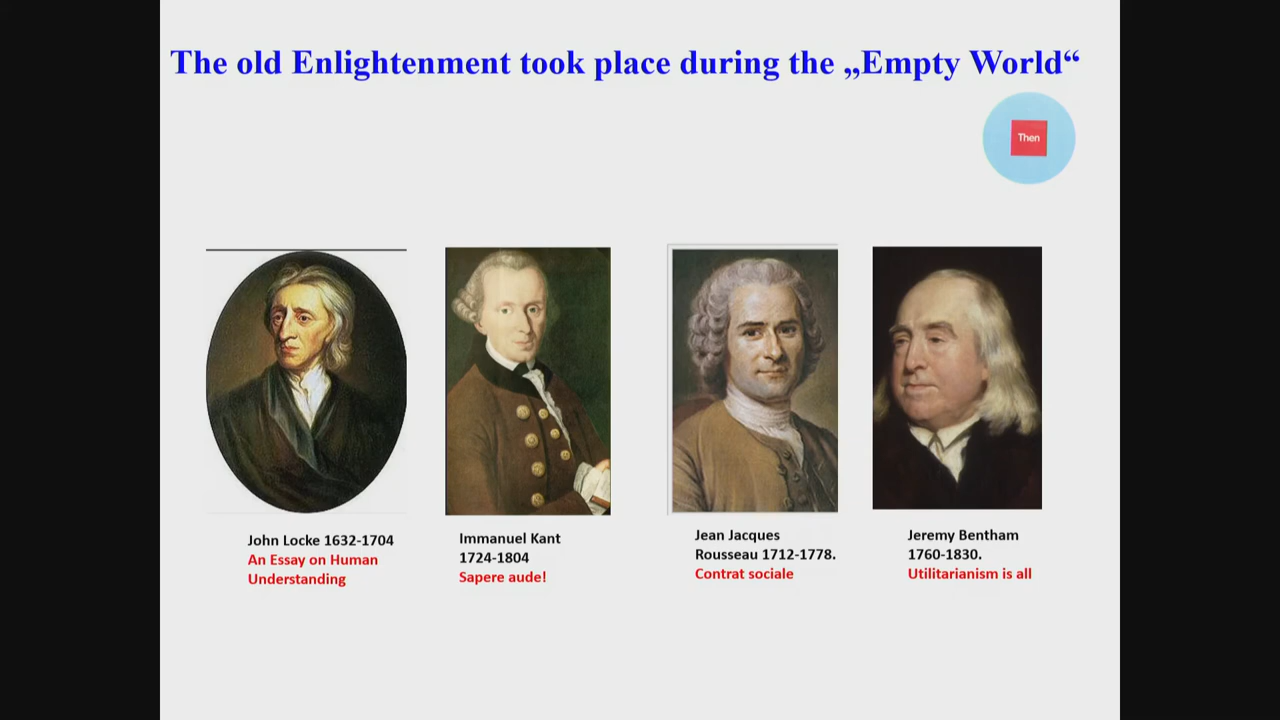 The old Enlightenment took place during the „Empty World“
Then
John Locke 1632-1704
An Essay on Human
Understanding
Immanuel Kant
1724-1804
Sapere aude!
Jean Jacques
Rousseau 1712-1778.
Contrat sociale
Jeremy Bentham
1760-1830.
Utilitarianism is all